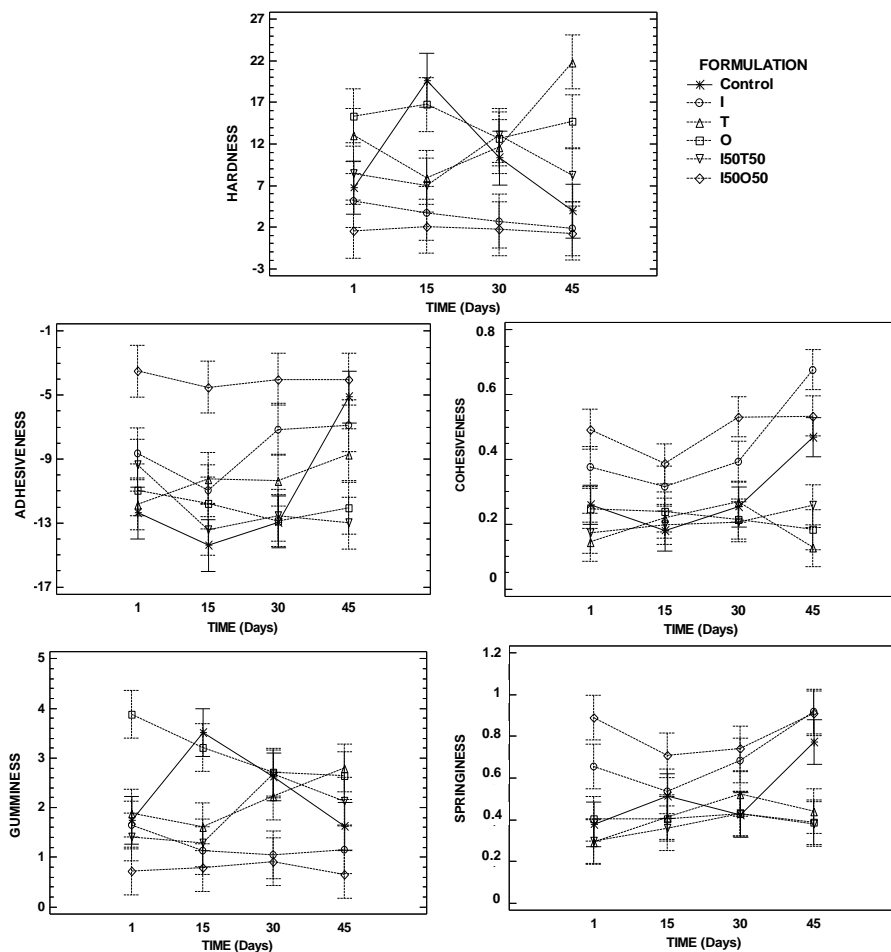 27
22
17
12
7
2
-3
HARDNESS
1 15 30 45
TIME (Days)
FORMULATION
Control
I
T
O
I50T50
I50O50
-1
-5
-9
-13
-17
ADHESIVENESS
1 15 30 45
TIME (Days)
0.8
0.6
0.4
0.2
0
COHESIVENESS
1 15 30 45
TIME (Days)
5
4
3
2
1
0
GUMMINESS
1 15 30 45
TIME (Days)
1.2
1
0.8
0.6
0.4
0.2
0
SPRINGINESS
1 15 30 45
TIME (Days)